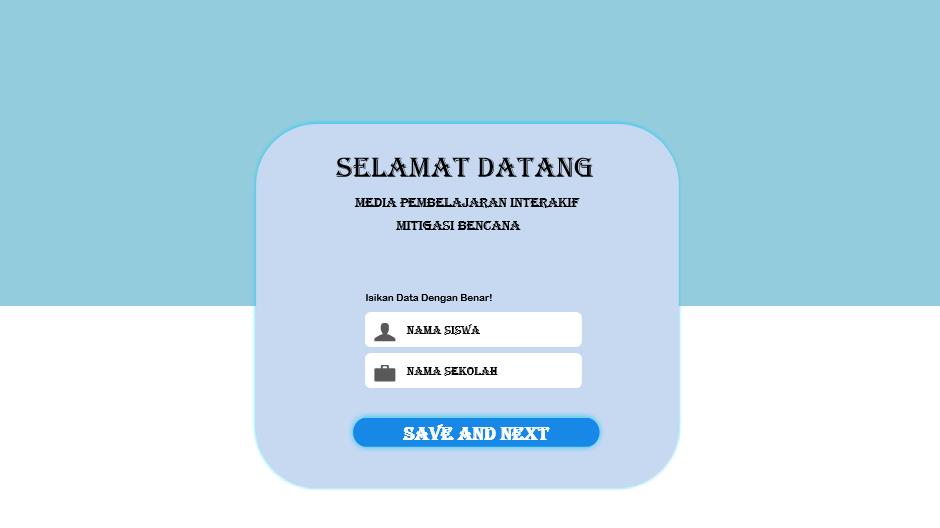 SELAMAT DATANG
MEDIA PEMBELAJARAN INTERAKIF
MITIGASI BENCANA
Isikan Data Dengan Benar!
NAMA SISWA
NAMA SEKOLAH
SAVE AND NEXT